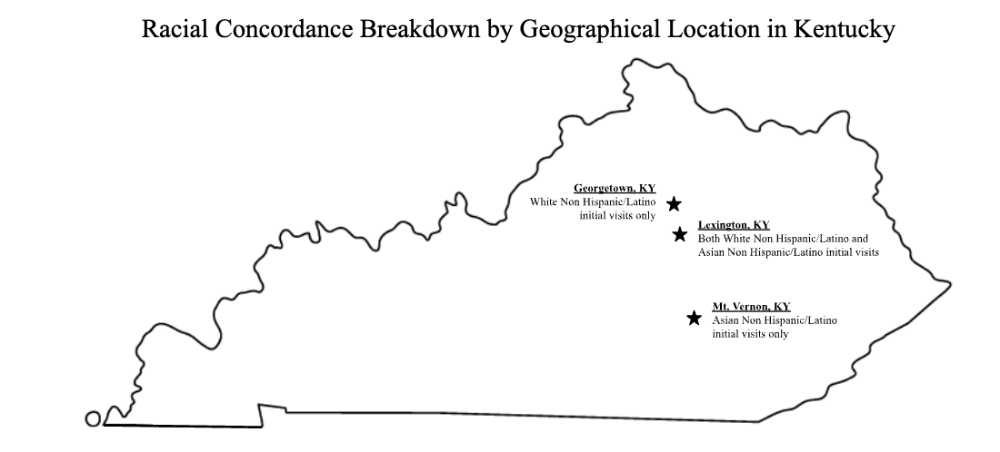 Racial Concordance Breakdown by Geographical Location in Kentucky
Georgetown, KY
White Non Hispanic/Latino
initial visits only
Lexington, KY
Both White Non Hispanic/Latino and
Asian Non Hispanic/Latino initial visits
Mt. Vernon, KY
Asian Non Hispanic/Latino
initial visits only